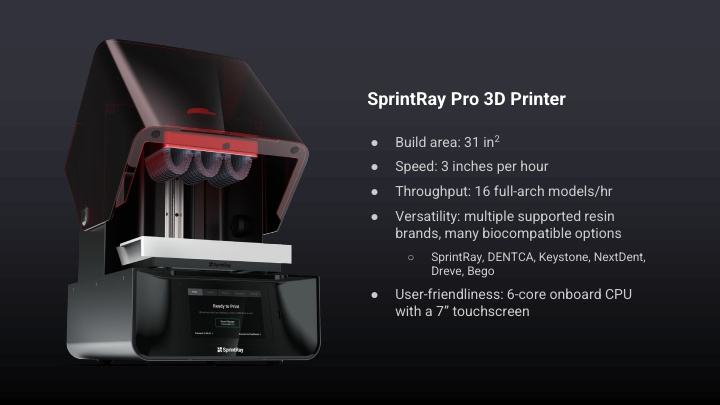 SprintRay Pro 3D Printer
● Build area: 31 in²
● Speed: 3 inches per hour
● Throughput: 16 full-arch models/hr
● Versatility: multiple supported resin
brands, many biocompatible options
○ SprintRay, DENTCA, Keystone, NextDent,
Dreve, Bego
● User-friendliness: 6-core onboard CPU
with a 7” touchscreen
Ready to Print
SprintRay